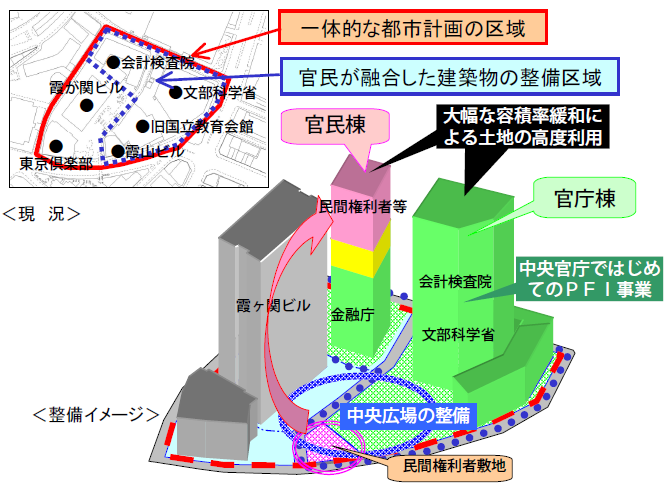 一体的な都市計画の区域
官民が融合した建築物の整備区域
会計検査院
霞が関ビル
文部科学省
旧国立教育会館
霞山ビル
東京倶楽部
＜現　況＞
官民棟
大幅な容積率緩和に
よる土地の高度利用
官庁棟
民間権利者等
中央官庁ではじめ
てのＰＦＩ事業
会計検査院
霞ヶ関ビル
金融庁
文部科学省
＜整備イメージ＞
中央広場の整備
民間権利者敷地